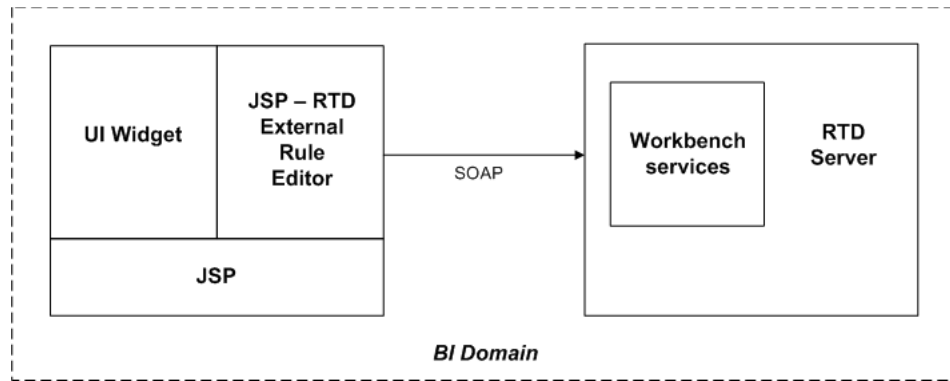 UI Widget
JSP – RTD
External
Rule
Editor
JSP
SOAP
Workbench
services
RTD
Server
BI Domain